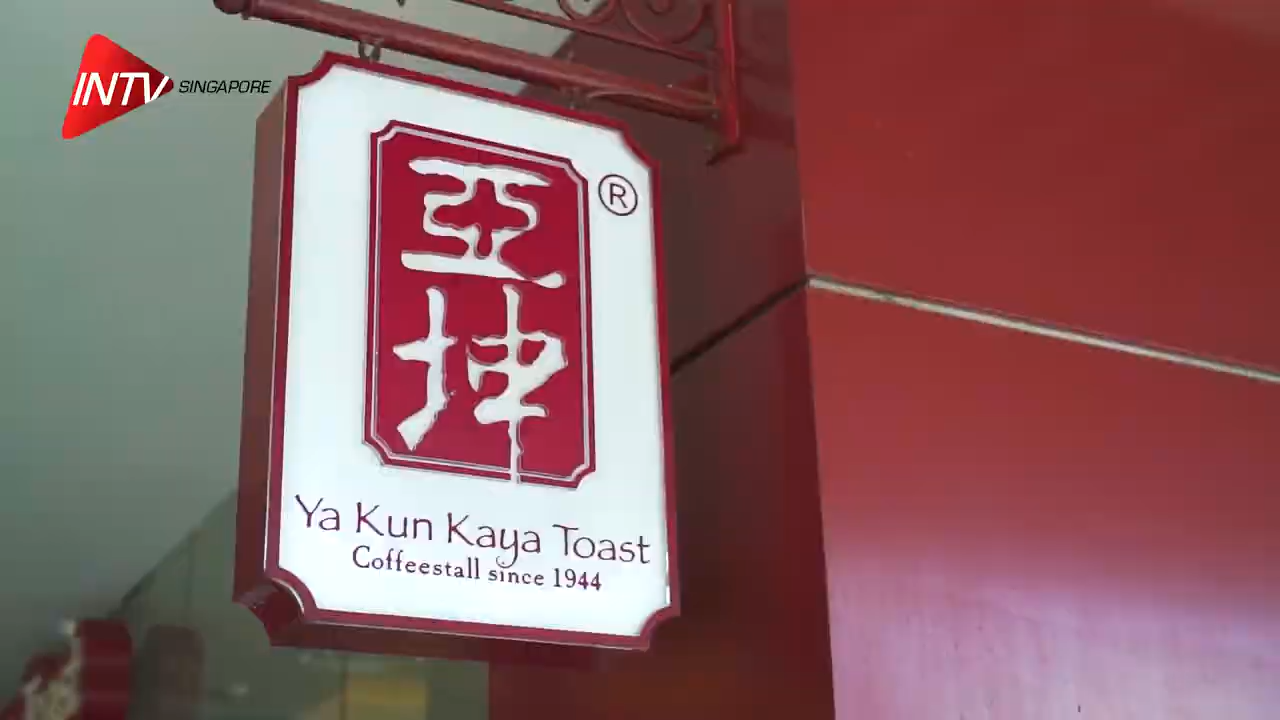 INTV SINGAPORE
亞
坤
®
Ya Kun Kaya Toast
Coffeestall since 1944